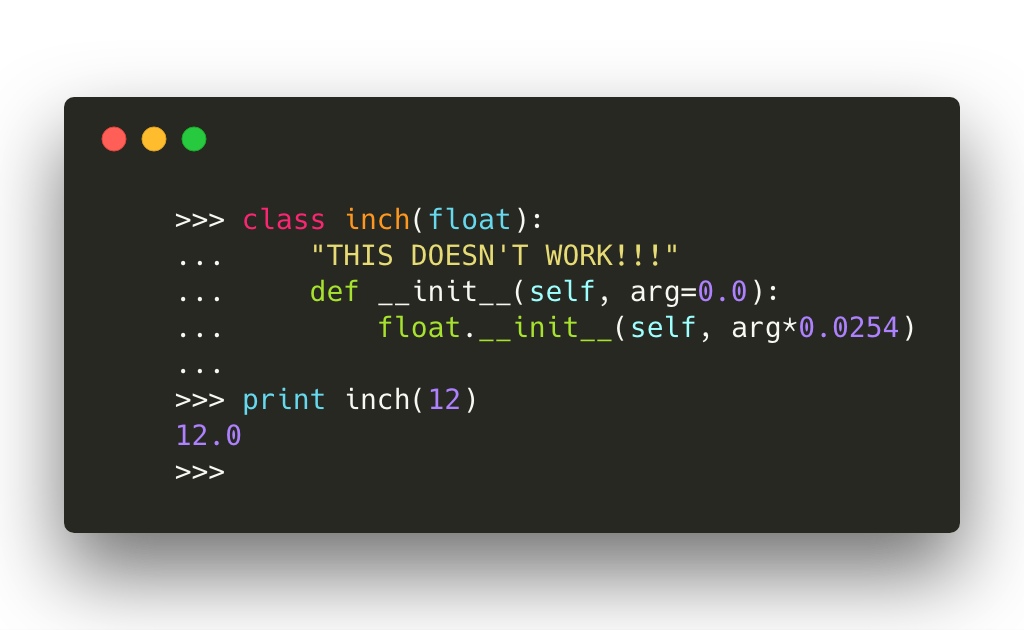 >>> class inch(float):
...     "THIS DOESN'T WORK!!!"
...     def __init__(self, arg=0.0):
...         float.__init__(self, arg*0.0254)
...
>>> print inch(12)
12.0
>>>